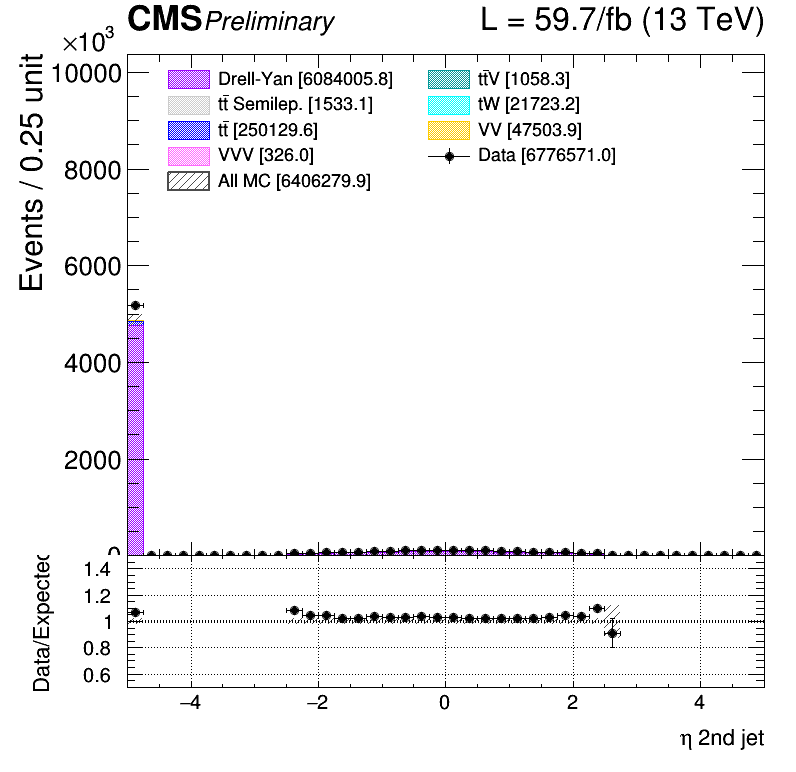 CMS Preliminary L = 59.7/fb (13 TeV)
×10³
Events / 0.25 unit
10000
8000
6000
4000
2000
0
Drell-Yan [6084005.8]
tt̄ Semilep. [1533.1]
tt̄ [250129.6]
VVV [326.0]
All MC [6406279.9]
tt̄V [1058.3]
tW [21723.2]
VV [47503.9]
Data [6776571.0]
Data/Expected
1.4
1.2
1
0.8
0.6
−4 −2 0 2 4
η 2nd jet